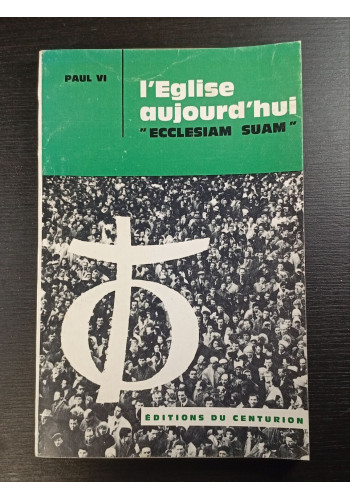 PAUL VI
l'Eglise
aujourd'hui
"ECCLESIAM SUAM"
ÉDITIONS DU CENTURION